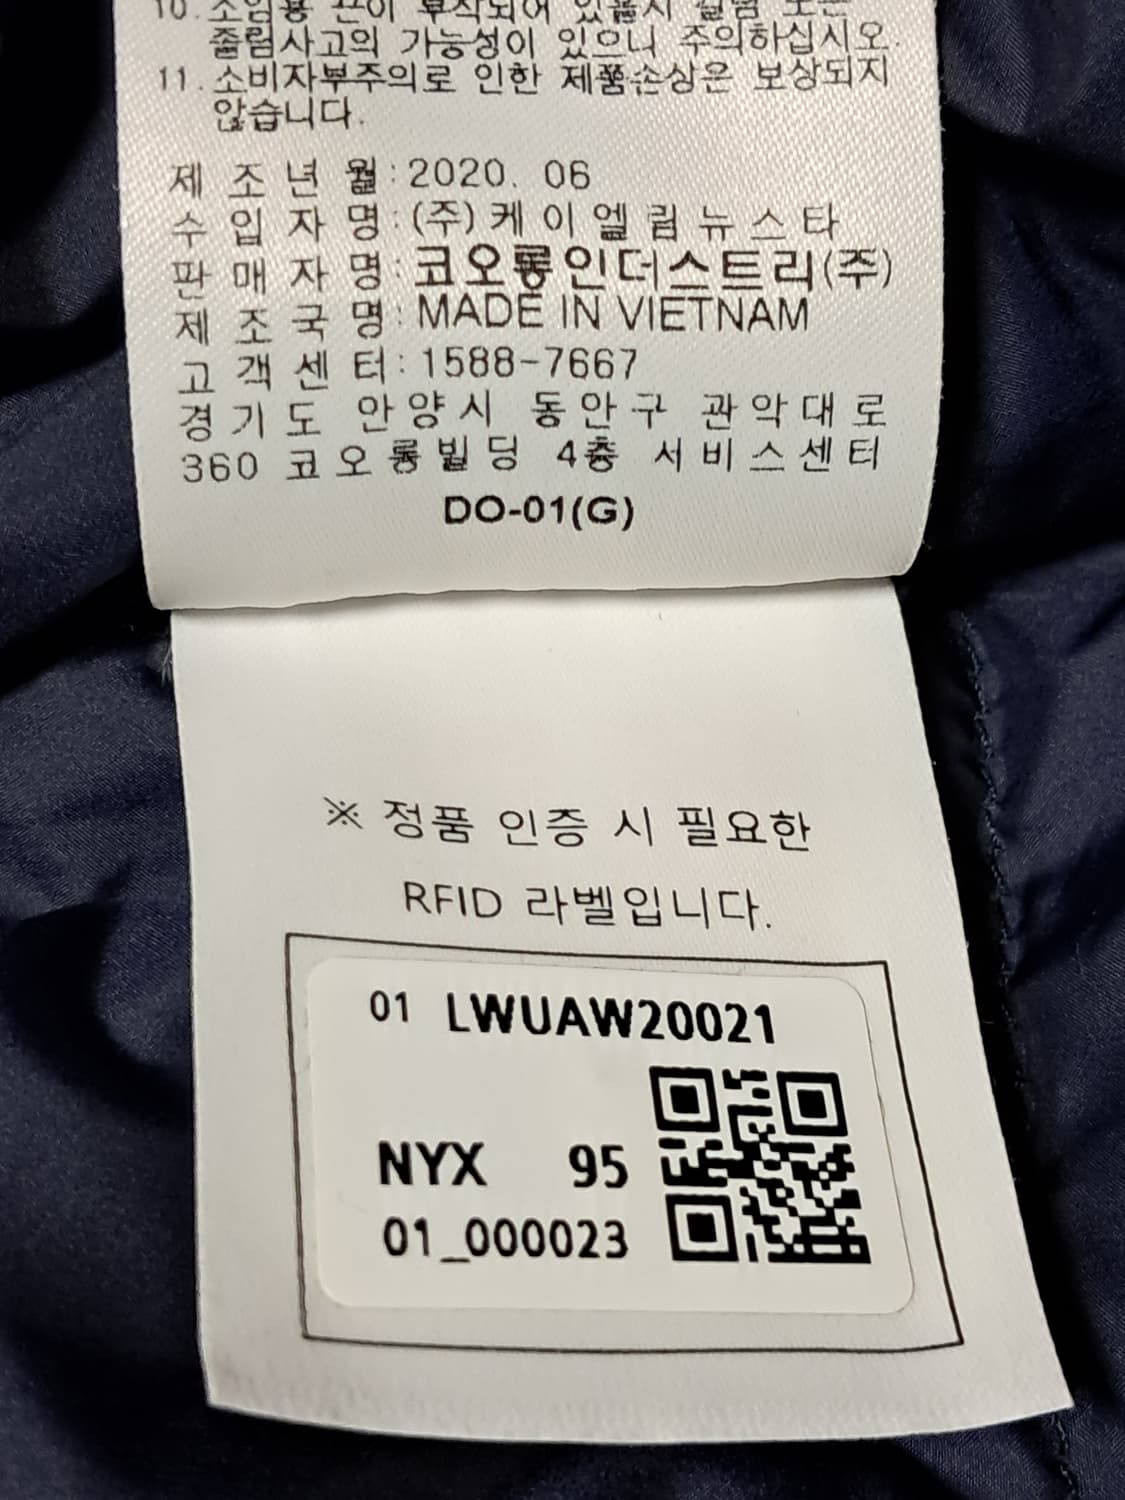 10. 조임용 끈이 부착되어 있을시 걸림 또는
졸림사고의 가능성이 있으니 주의하십시오.
11. 소비자부주의로 인한 제품손상은 보상되지
않습니다.
제 조 년 월 : 2020. 06
수 입 자 명 : (주)케이엘림뉴스타
판 매 자 명 : 코오롱인더스트리(주)
제 조 국 명 : MADE IN VIETNAM
고 객 센 터 : 1588-7667
경기도 안양시 동안구 관악대로
360 코오롱빌딩 4층 서비스센터
DO-01(G)
※ 정품 인증 시 필요한
RFID 라벨입니다.
01 LWUAW20021
NYX 95
01_000023